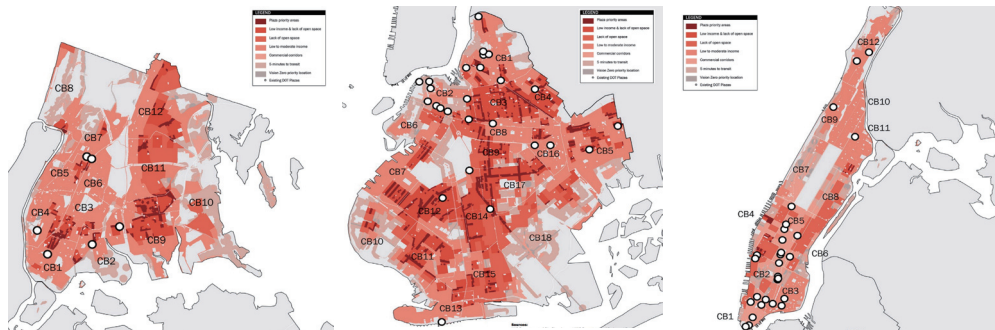 LEGEND
Plaza priority areas
Low income & lack of open space
Lack of open space
Low to moderate income
Commercial corridors
5 minutes to transit
Vision Zero priority location
Existing DOT Plazas
CB8
CB12
CB7
CB11
CB5
CB6
CB3
CB10
CB4
CB9
CB1
CB2
LEGEND
Plaza priority areas
Low income & lack of open space
Lack of open space
Low to moderate income
Commercial corridors
5 minutes to transit
Vision Zero priority location
Existing DOT Plazas
CB1
CB2
CB4
CB3
CB6
CB8
CB9
CB16
CB5
CB7
CB17
CB12
CB14
CB10
CB18
CB11
CB15
CB13
Sources:
LEGEND
Plaza priority areas
Low income & lack of open space
Lack of open space
Low to moderate income
Commercial corridors
5 minutes to transit
Vision Zero priority location
Existing DOT Plazas
CB12
CB10
CB9
CB11
CB7
CB8
CB4
CB5
CB6
CB2
CB3
CB1